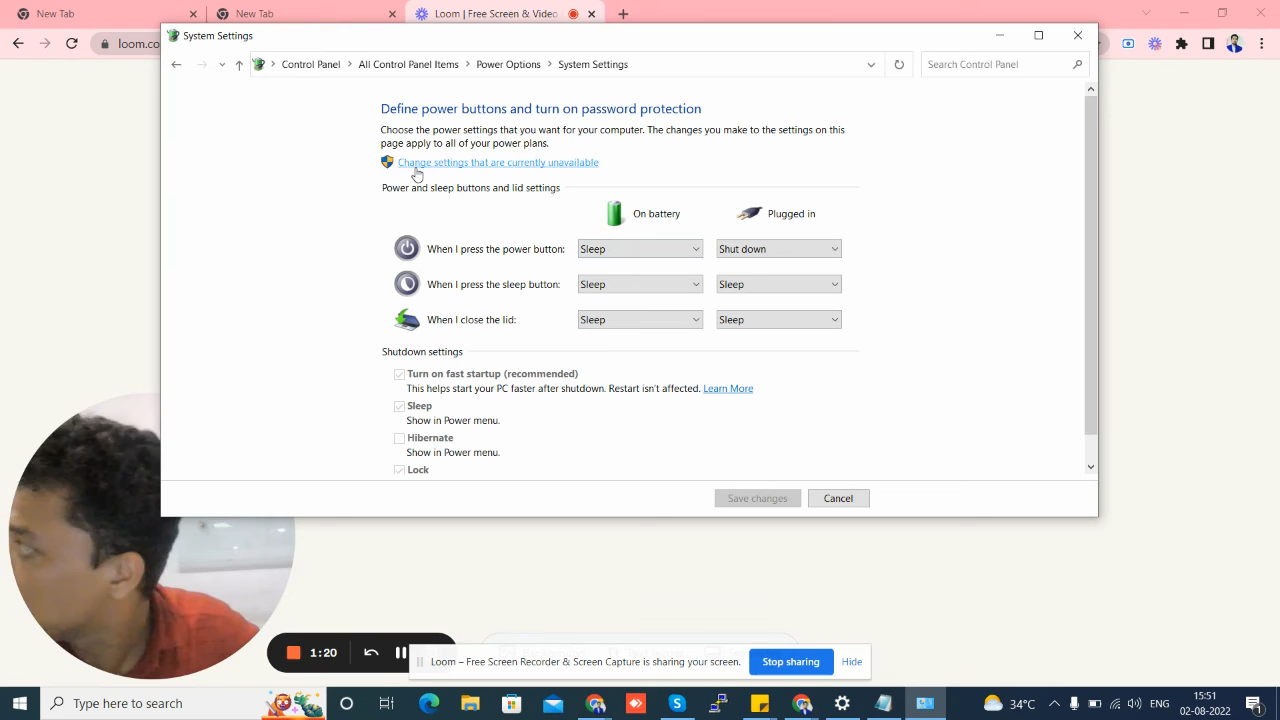 New Tab
New Tab
Loom | Free Screen & Video
loom.co
System Settings
Control Panel
All Control Panel Items
Power Options
System Settings
Search Control Panel
Define power buttons and turn on password protection
Choose the power settings that you want for your computer. The changes you make to the settings on this
page apply to all of your power plans.
Change settings that are currently unavailable
Power and sleep buttons and lid settings
On battery
Plugged in
When I press the power button:
Sleep
Shut down
When I press the sleep button:
Sleep
Sleep
When I close the lid:
Sleep
Sleep
Shutdown settings
Turn on fast startup (recommended)
This helps start your PC faster after shutdown. Restart isn't affected. Learn More
Sleep
Show in Power menu.
Hibernate
Show in Power menu.
Lock
Save changes
Cancel
1:20
Loom – Free Screen Recorder & Screen Capture is sharing your screen.
Stop sharing
Hide
Type here to search
34°C
ENG
15:51
02-08-2022
1